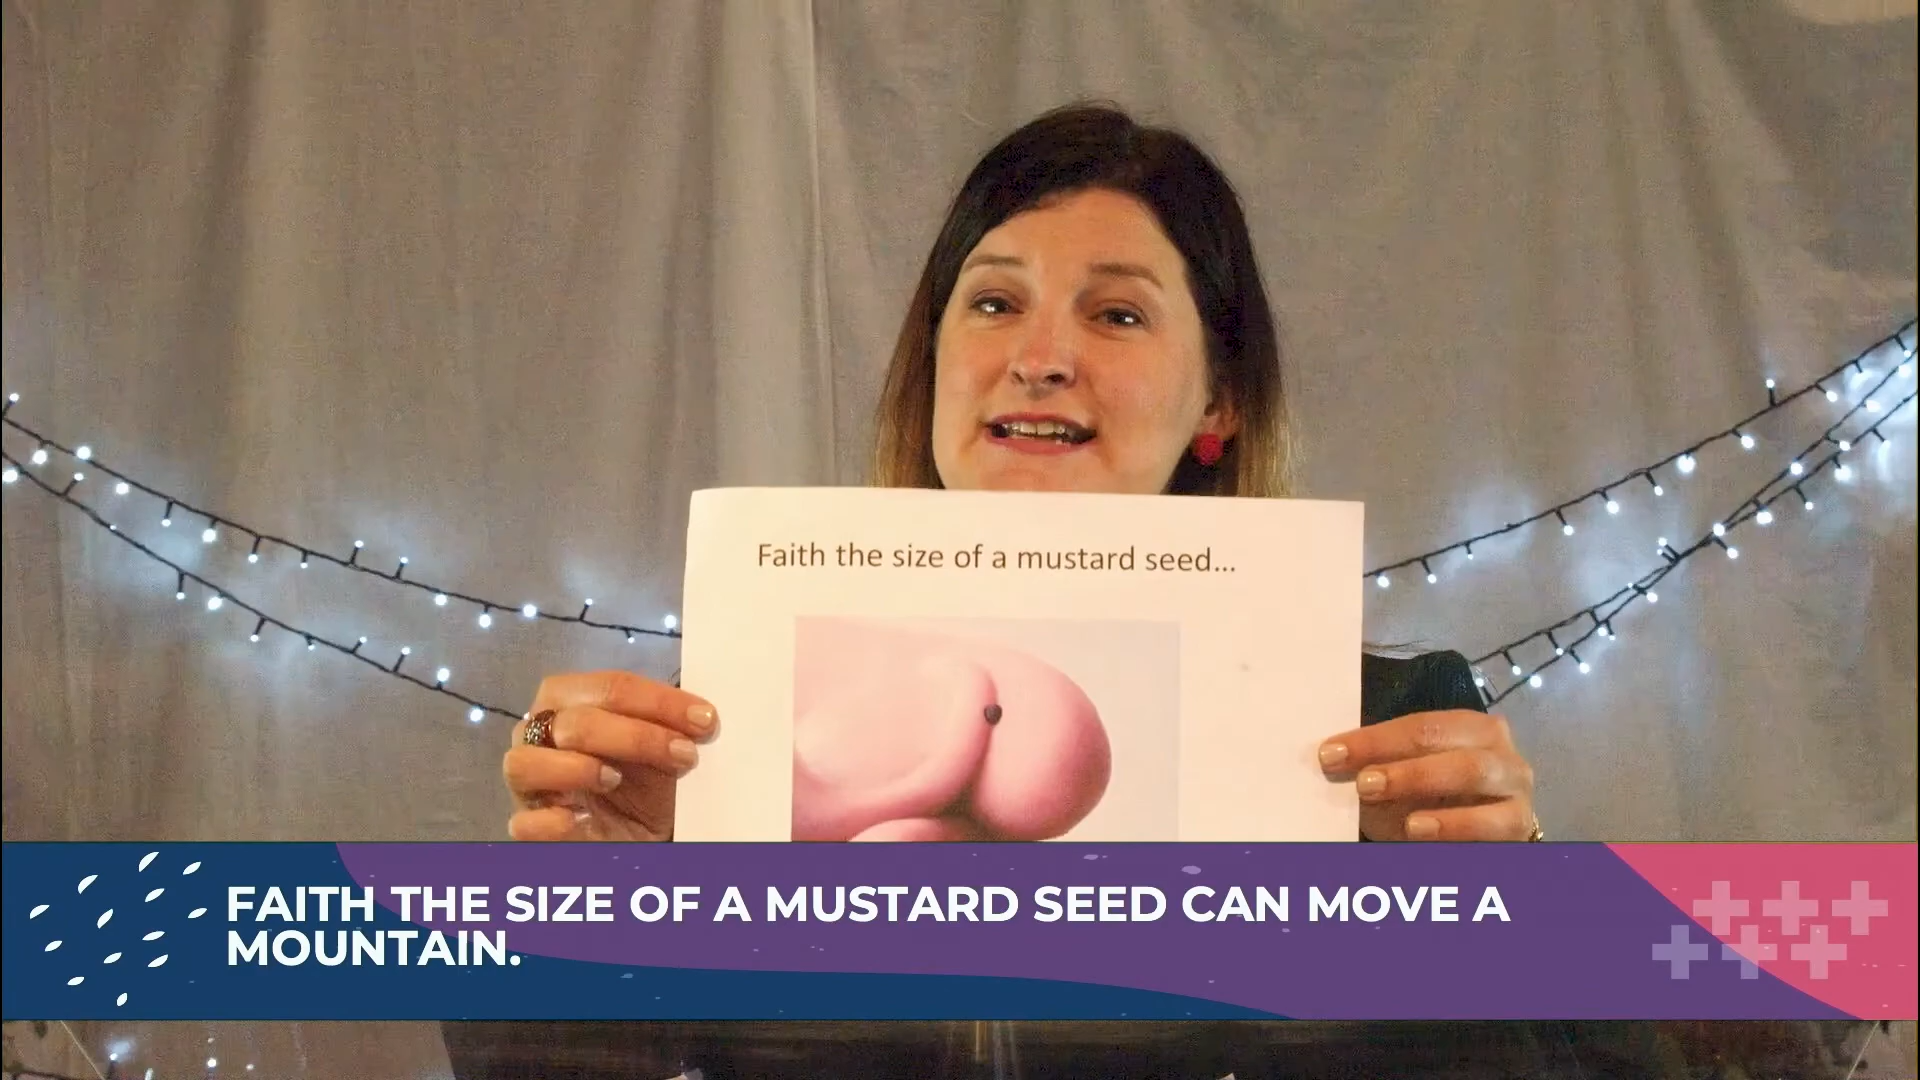 Faith the size of a mustard seed...
FAITH THE SIZE OF A MUSTARD SEED CAN MOVE A
MOUNTAIN.